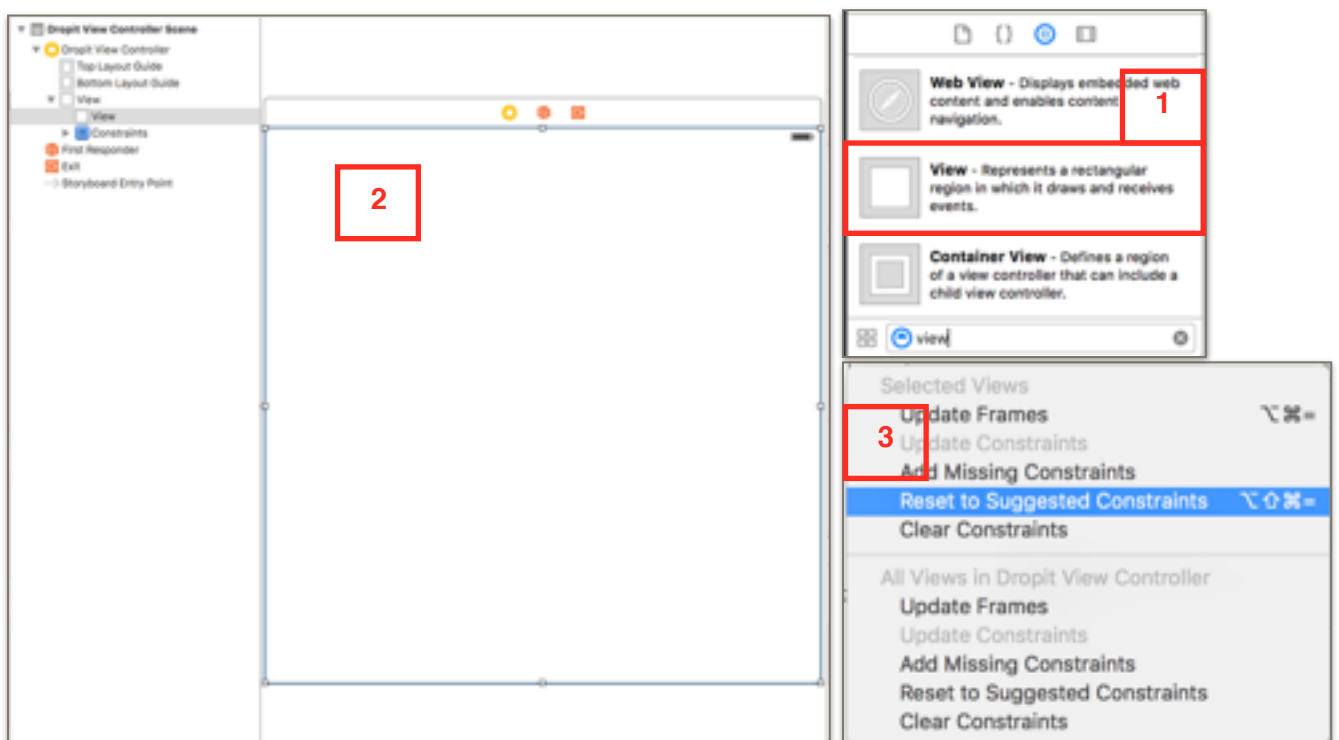 Dropit View Controller Scene
Dropit View Controller
Top Layout Guide
Bottom Layout Guide
View
View
Constraints
First Responder
Exit
Storyboard Entry Point
2
Web View - Displays embedded web
content and enables content
navigation.
1
View - Represents a rectangular
region in which it draws and receives
events.
Container View - Defines a region
of a view controller that can include a
child view controller.
view
Selected Views
Update Frames ⌥⌘=
3
Update Constraints
Add Missing Constraints
Reset to Suggested Constraints ⌥⇧⌘=
Clear Constraints
All Views in Dropit View Controller
Update Frames
Update Constraints
Add Missing Constraints
Reset to Suggested Constraints
Clear Constraints